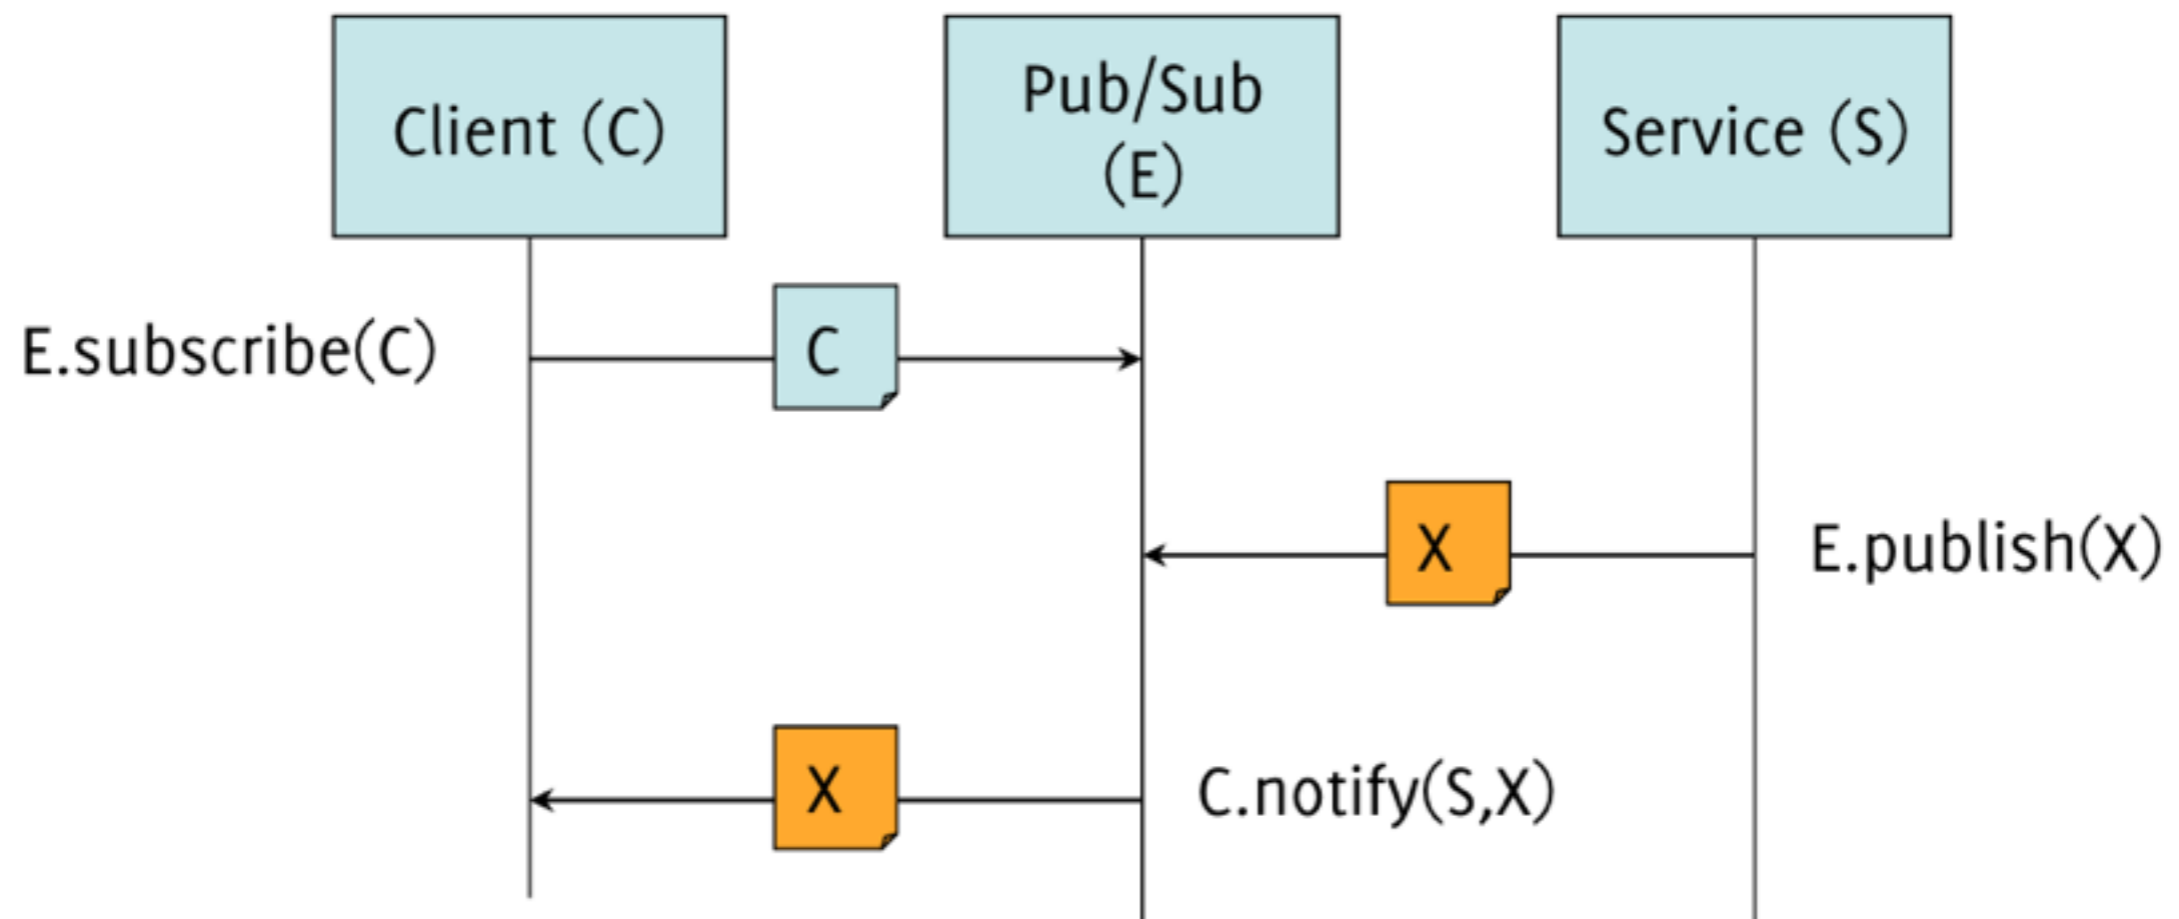 Client (C)
Pub/Sub
(E)
Service (S)
E.subscribe(C)
C
X
E.publish(X)
X
C.notify(S,X)